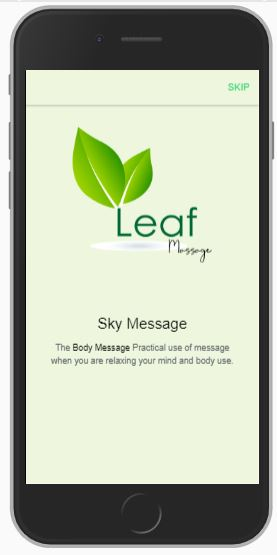 SKIP
Leaf
Massage
Sky Message
The Body Message Practical use of message
when you are relaxing your mind and body use.